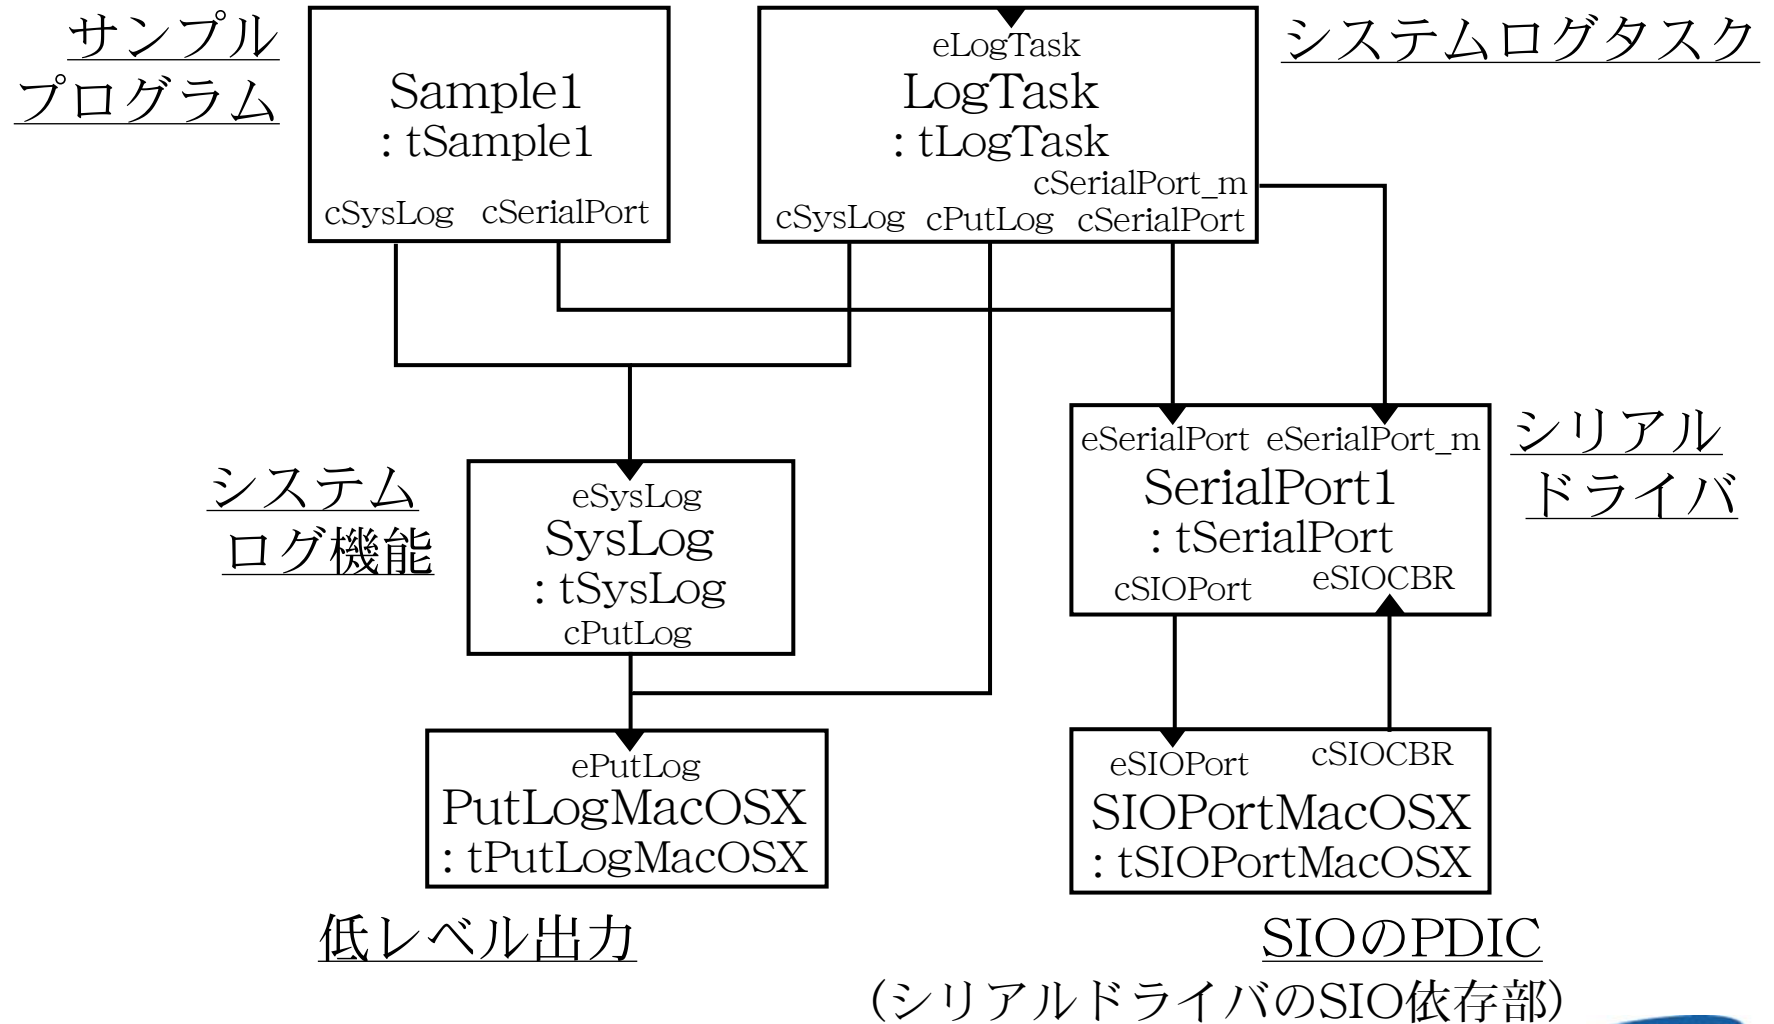 サンプル
プログラム
Sample1
: tSample1
cSysLog cSerialPort
eLogTask
LogTask
: tLogTask
cSerialPort_m
cSysLog cPutLog cSerialPort
システムログタスク
システム
ログ機能
eSysLog
SysLog
: tSysLog
cPutLog
eSerialPort eSerialPort_m
SerialPort1
: tSerialPort
cSIOPort eSIOCBR
シリアル
ドライバ
ePutLog
PutLogMacOSX
: tPutLogMacOSX
低レベル出力
eSIOPort cSIOCBR
SIOPortMacOSX
: tSIOPortMacOSX
SIOのPDIC
（シリアルドライバのSIO依存部）